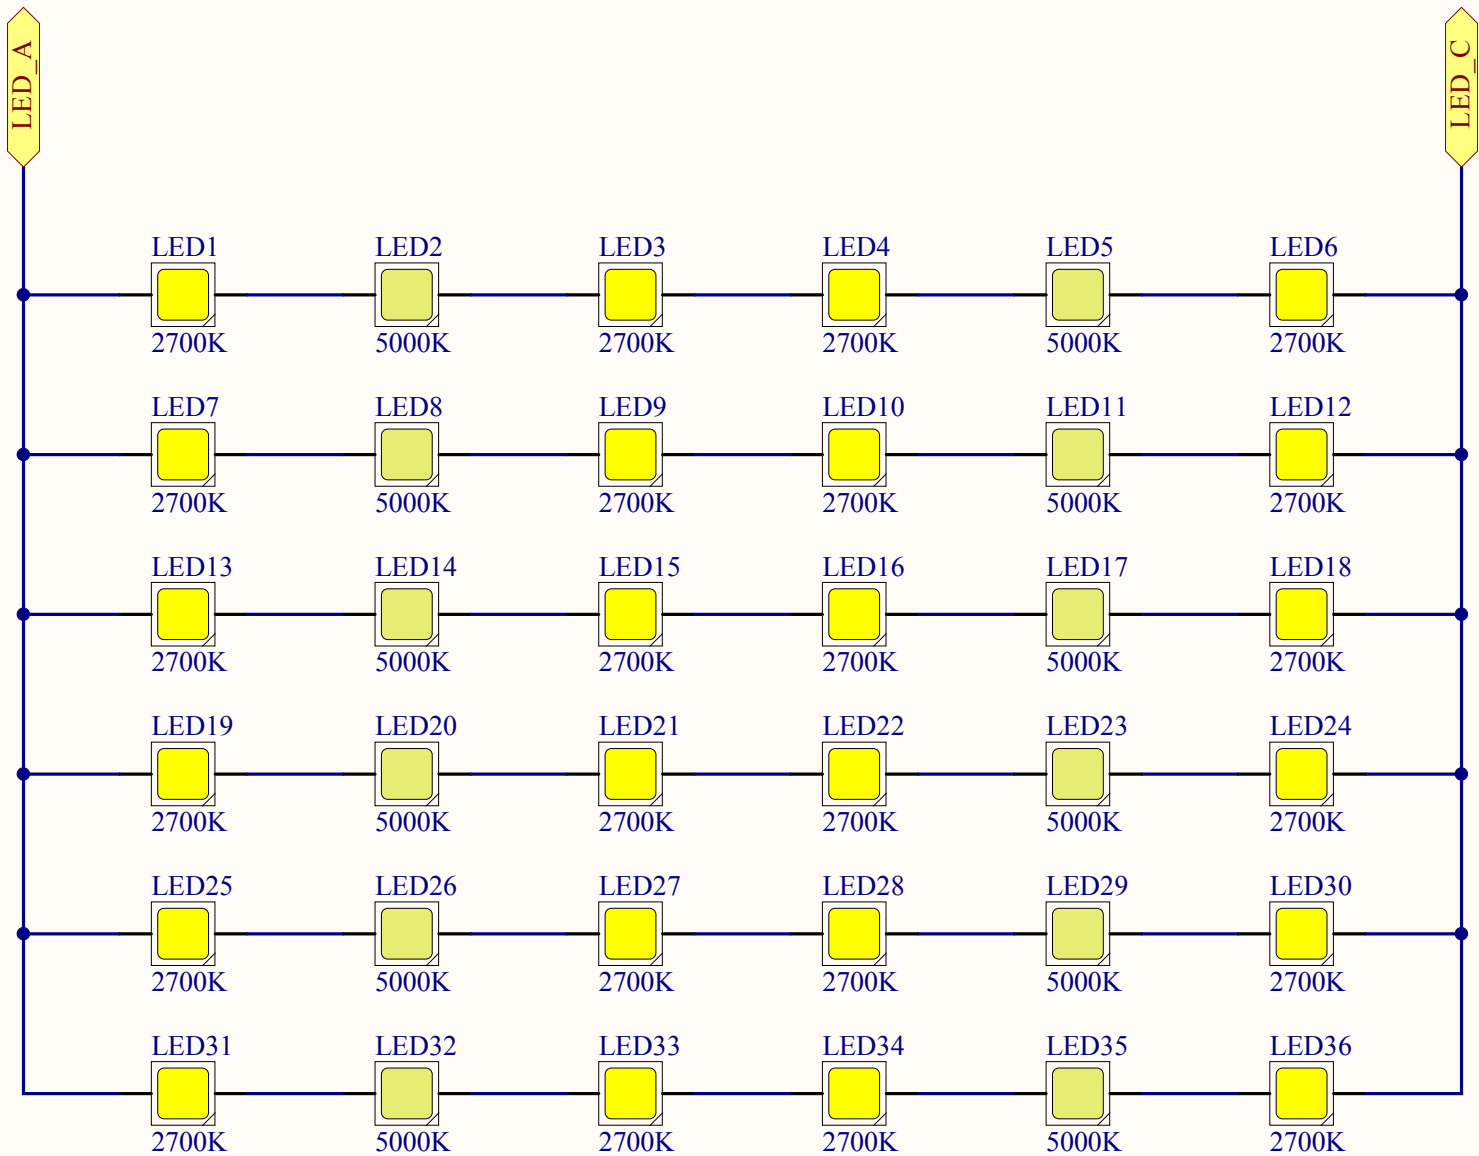 LED_A
LED_C
LED1 LED2 LED3 LED4 LED5 LED6
2700K 5000K 2700K 2700K 5000K 2700K
LED7 LED8 LED9 LED10 LED11 LED12
2700K 5000K 2700K 2700K 5000K 2700K
LED13 LED14 LED15 LED16 LED17 LED18
2700K 5000K 2700K 2700K 5000K 2700K
LED19 LED20 LED21 LED22 LED23 LED24
2700K 5000K 2700K 2700K 5000K 2700K
LED25 LED26 LED27 LED28 LED29 LED30
2700K 5000K 2700K 2700K 5000K 2700K
LED31 LED32 LED33 LED34 LED35 LED36
2700K 5000K 2700K 2700K 5000K 2700K